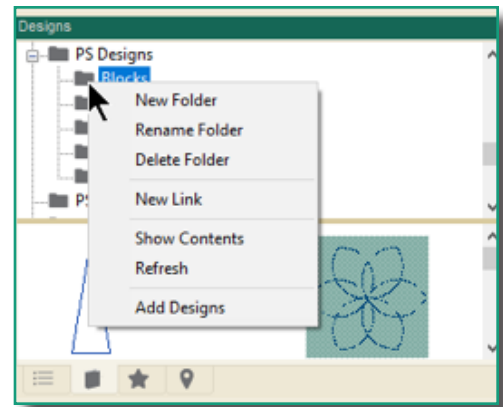 Designs
PS Designs
Blocks
New Folder
Rename Folder
Delete Folder
New Link
Show Contents
Refresh
Add Designs